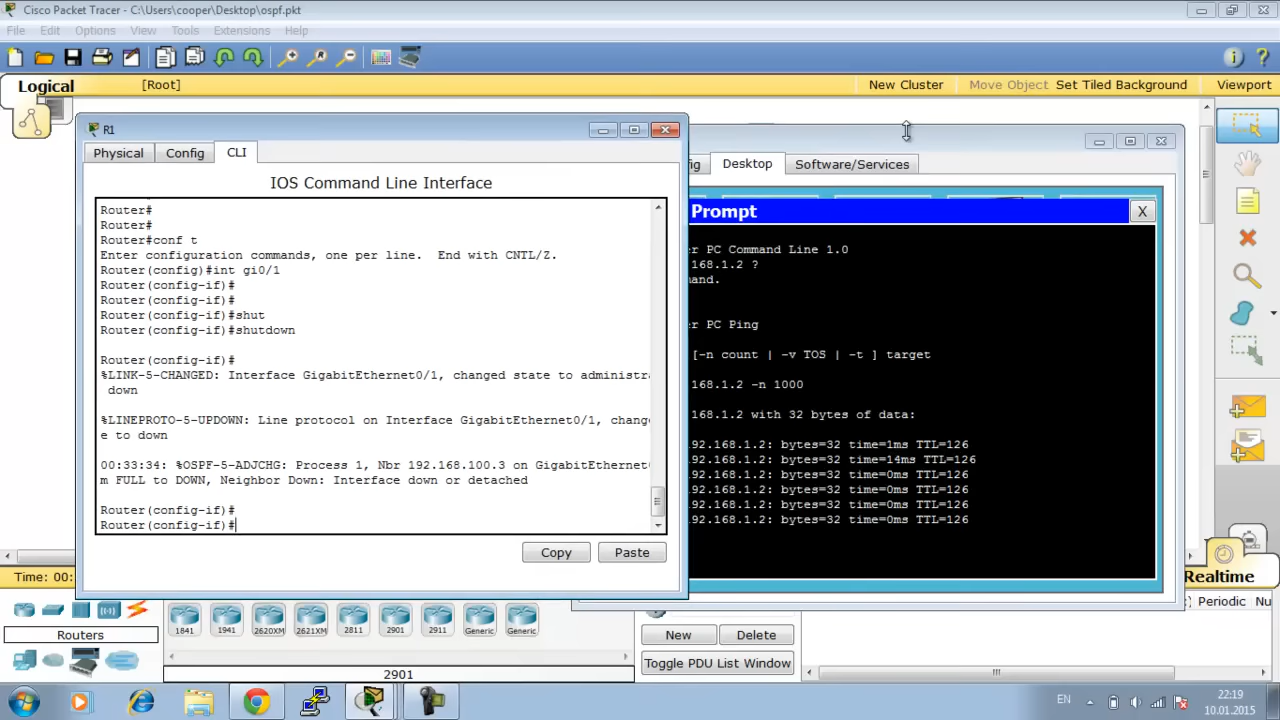 Cisco Packet Tracer - C:\Users\cooper\Desktop\ospf.pkt
File Edit Options View Tools Extensions Help
Logical
[Root]
New Cluster
Move Object
Set Tiled Background
Viewport
R1
Physical
Config
CLI
IOS Command Line Interface
Router#
Router#
Router#conf t
Enter configuration commands, one per line. End with CNTL/Z.
Router(config)#int gi0/1
Router(config-if)#
Router(config-if)#
Router(config-if)#shut
Router(config-if)#shutdown
Router(config-if)#
%LINK-5-CHANGED: Interface GigabitEthernet0/1, changed state to administra
down
%LINEPROTO-5-UPDOWN: Line protocol on Interface GigabitEthernet0/1, change
e to down
00:33:34: %OSPF-5-ADJCHG: Process 1, Nbr 192.168.100.3 on GigabitEthernet
m FULL to DOWN, Neighbor Down: Interface down or detached
Router(config-if)#
Router(config-if)#
Copy
Paste
ig
Desktop
Software/Services
Prompt
X
er PC Command Line 1.0
168.1.2 ?
mand.
er PC Ping
[-n count | -v TOS | -t ] target
168.1.2 -n 1000
168.1.2 with 32 bytes of data:
192.168.1.2: bytes=32 time=1ms TTL=126
192.168.1.2: bytes=32 time=14ms TTL=126
192.168.1.2: bytes=32 time=0ms TTL=126
192.168.1.2: bytes=32 time=0ms TTL=126
192.168.1.2: bytes=32 time=0ms TTL=126
192.168.1.2: bytes=32 time=0ms TTL=126
Time: 00:
Realtime
Routers
1841
1941
2620XM
2621XM
2811
2901
2911
Generic
Generic
2901
New
Delete
Toggle PDU List Window
Periodic
Nu
EN
22:19
10.01.2015